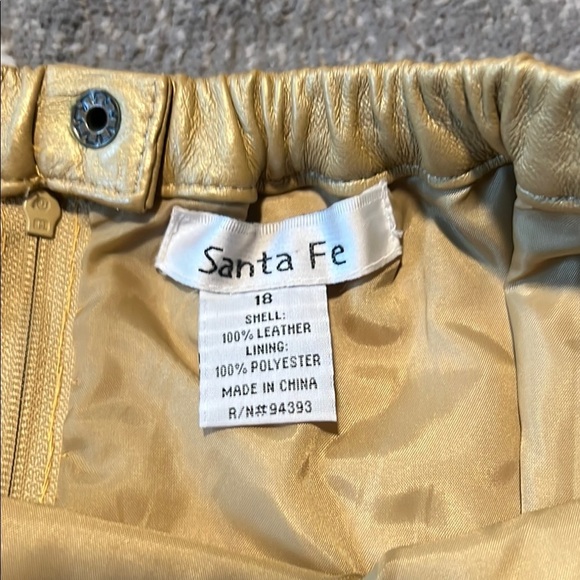 Santa Fe
18
SHELL:
100% LEATHER
LINING:
100% POLYESTER
MADE IN CHINA
R/N#94393